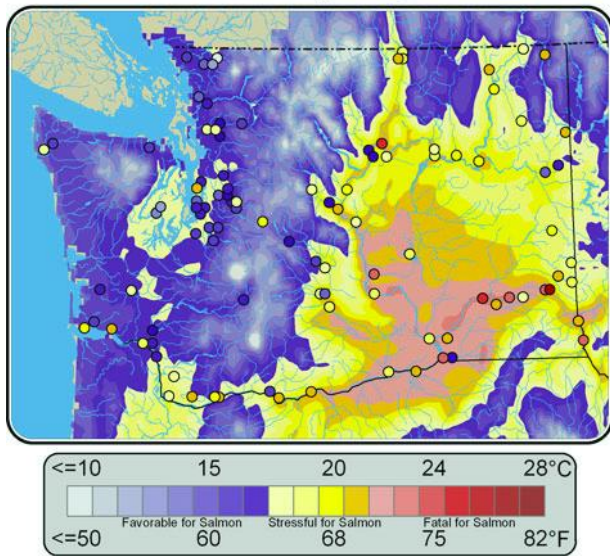 <=10 15 20 24 28°C
Favorable for Salmon Stressful for Salmon Fatal for Salmon
<=50 60 68 75 82°F